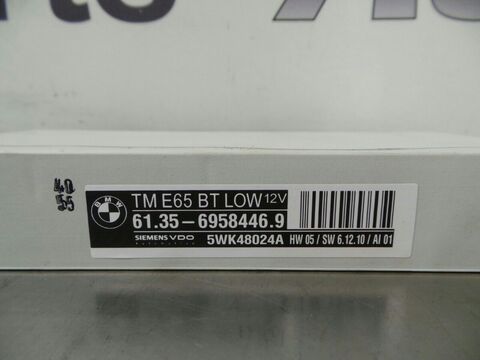 40
55
BMW
TM E65 BT LOW 12V
61.35-6958446.9
SIEMENS VDO 5WK48024A HW 05 / SW 6.12.10 / AI 01